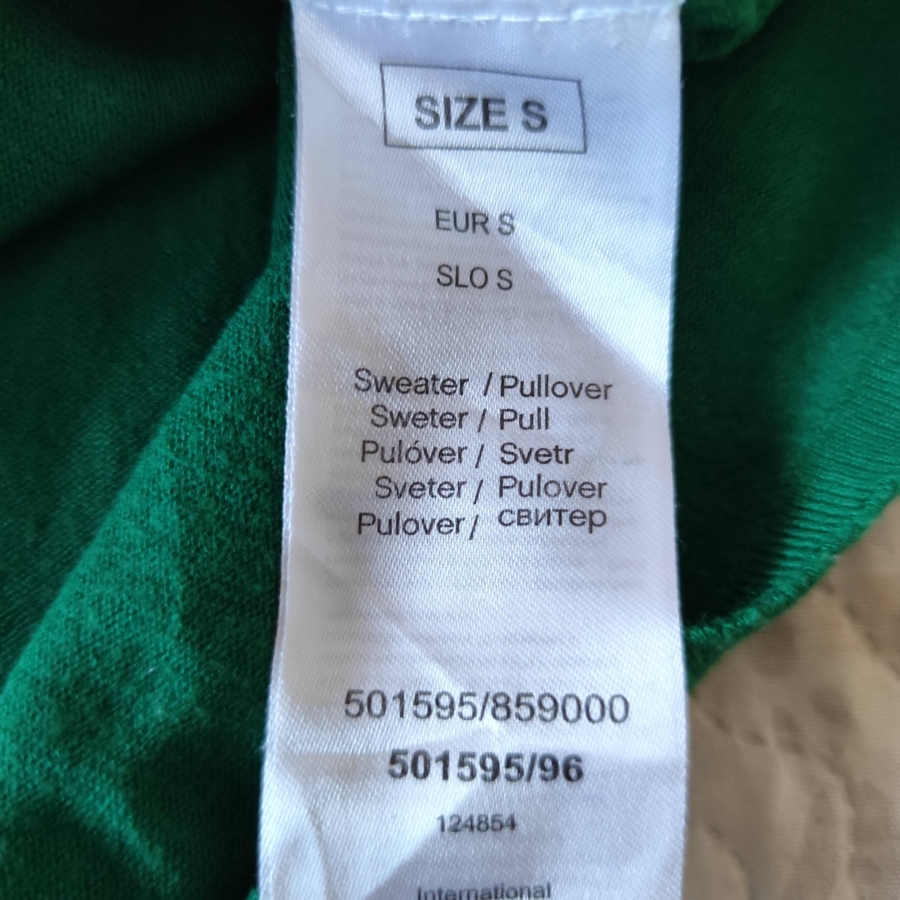 SIZE S
EUR S
SLO S
Sweater / Pullover
Sweter / Pull
Pulóver / Svetr
Sveter / Pulover
Pulover / свитер
501595/859000
501595/96
124854
International